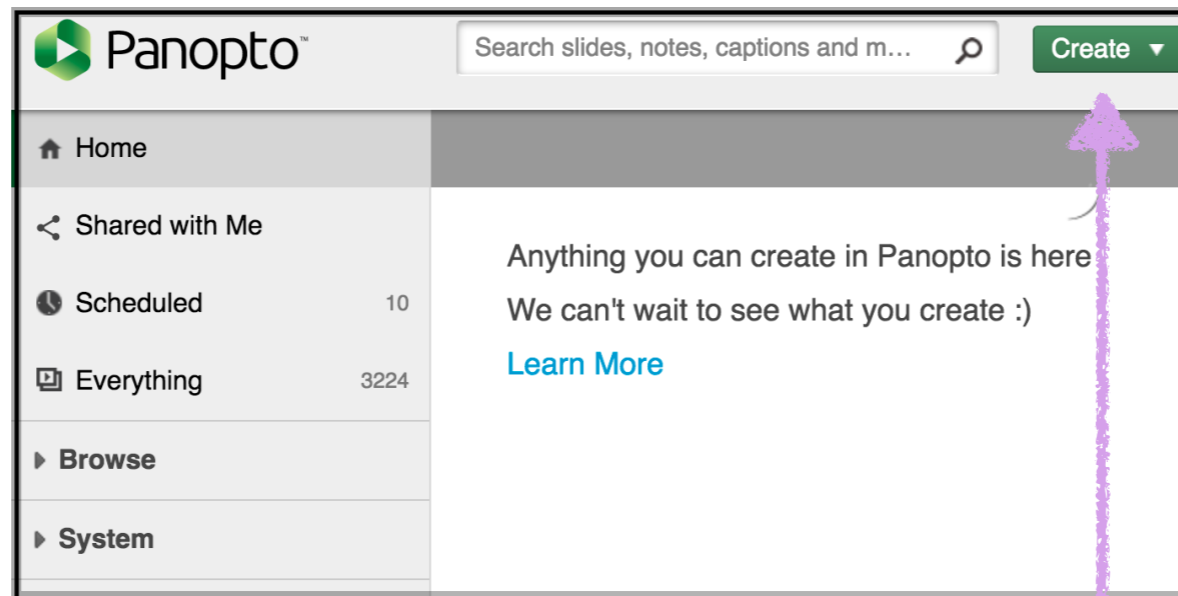 Panopto™
Search slides, notes, captions and m...
Create
Home
Shared with Me
Scheduled 10
Everything 3224
Browse
System
Anything you can create in Panopto is here
We can't wait to see what you create :)
Learn More